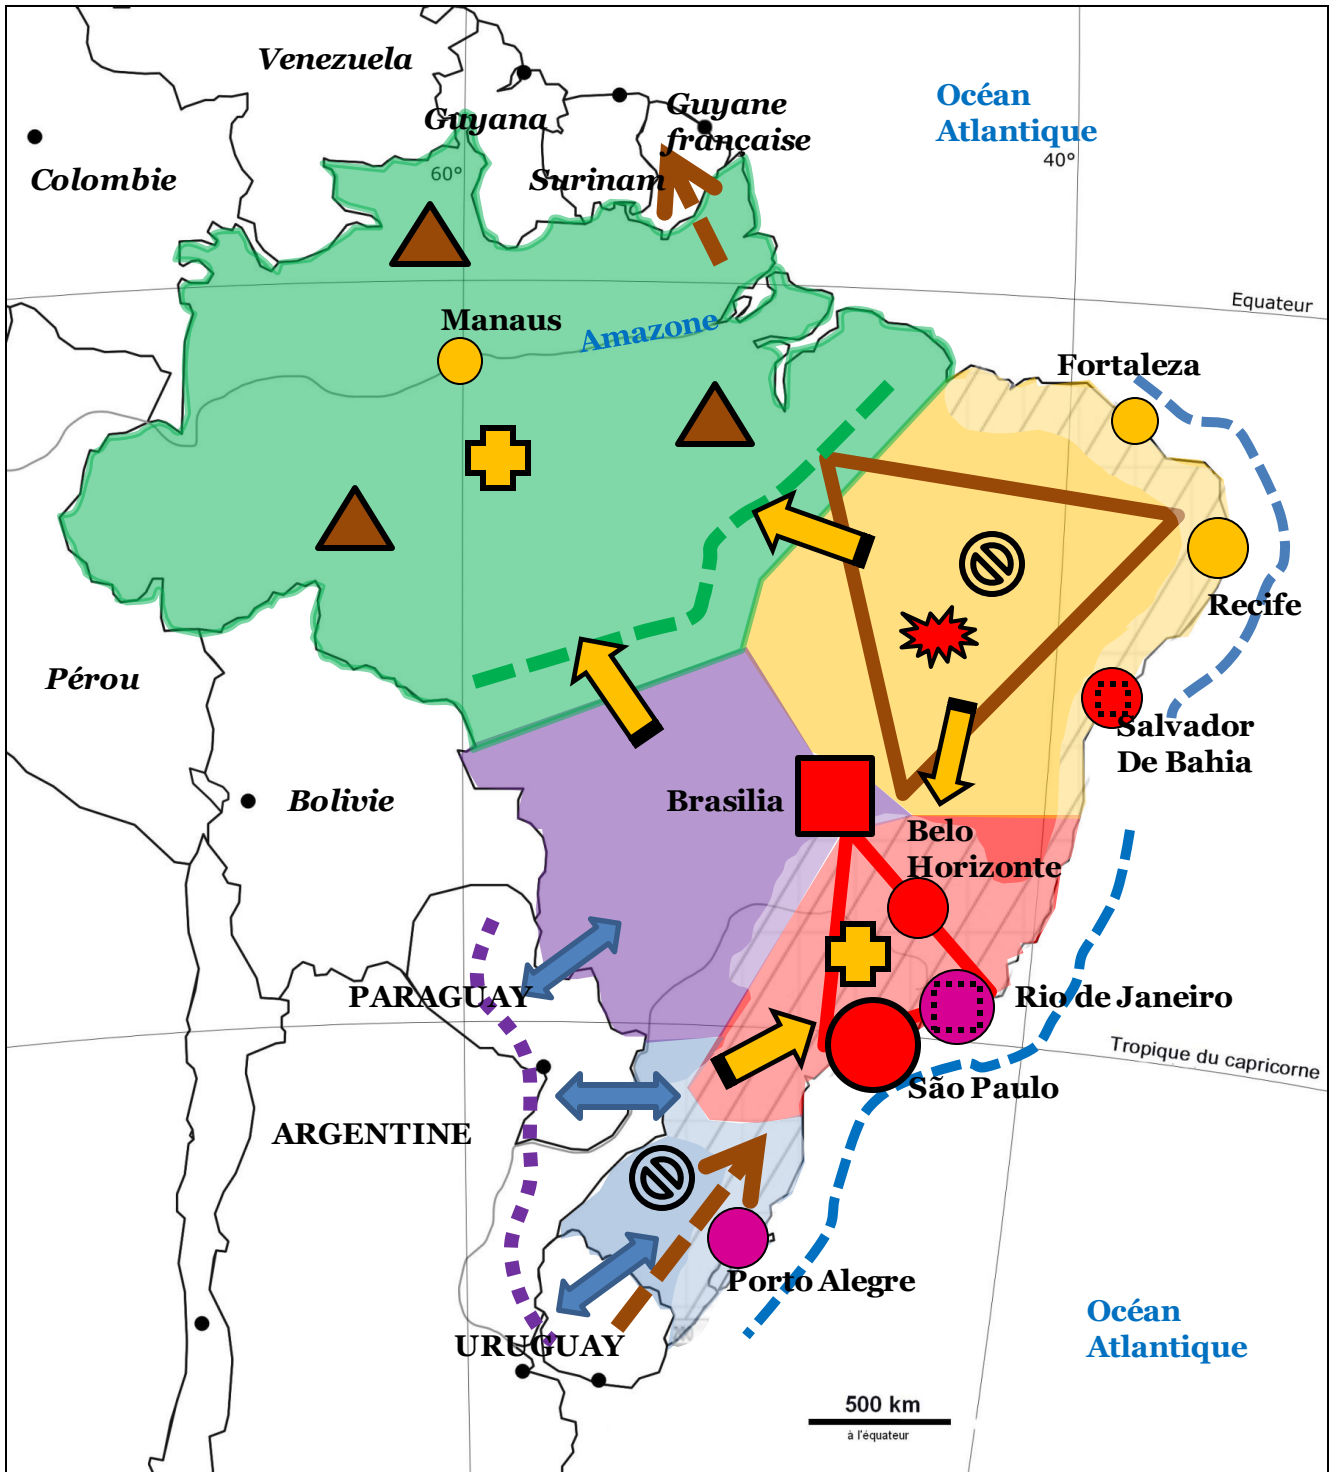 Venezuela
Océan
Atlantique
Guyane
française
Guyana
40°
60°
Colombie
Surinam
Equateur
Manaus
Amazone
Fortaleza
Recife
Pérou
Salvador
De Bahia
Bolivie
Brasilia
Belo
Horizonte
PARAGUAY
Rio de Janeiro
Tropique du capricorne
São Paulo
ARGENTINE
Porto Alegre
URUGUAY
Océan
Atlantique
500 km
à l'équateur